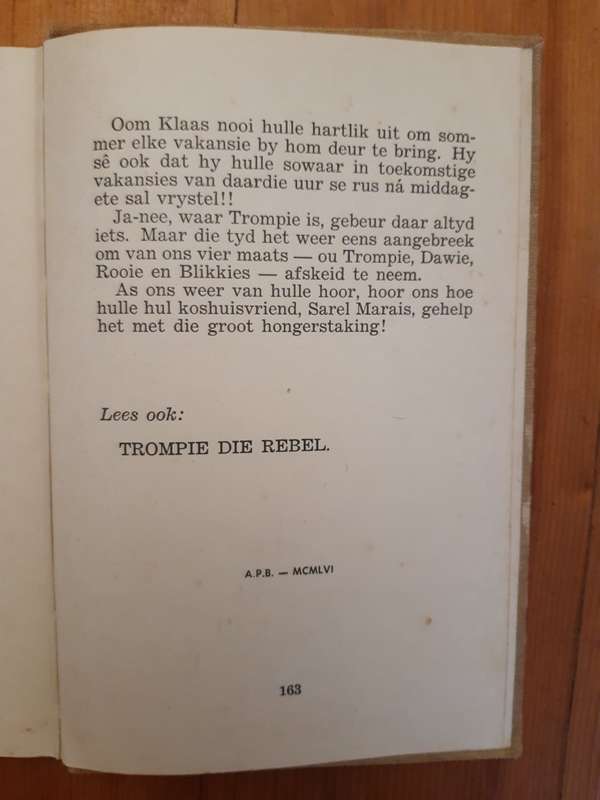 Oom Klaas nooi hulle hartlik uit om som-
mer elke vakansie by hom deur te bring. Hy
sê ook dat hy hulle sowaar in toekomstige
vakansies van daardie uur se rus ná middag-
ete sal vrystel!!
Ja-nee, waar Trompie is, gebeur daar altyd
iets. Maar die tyd het weer eens aangebreek
om van ons vier maats — ou Trompie, Dawie,
Rooie en Blikkies — afskeid te neem.
As ons weer van hulle hoor, hoor ons hoe
hulle hul koshuisvriend, Sarel Marais, gehelp
het met die groot hongerstaking!
Lees ook:
TROMPIE DIE REBEL.
A.P.B. — MCMLVI
163